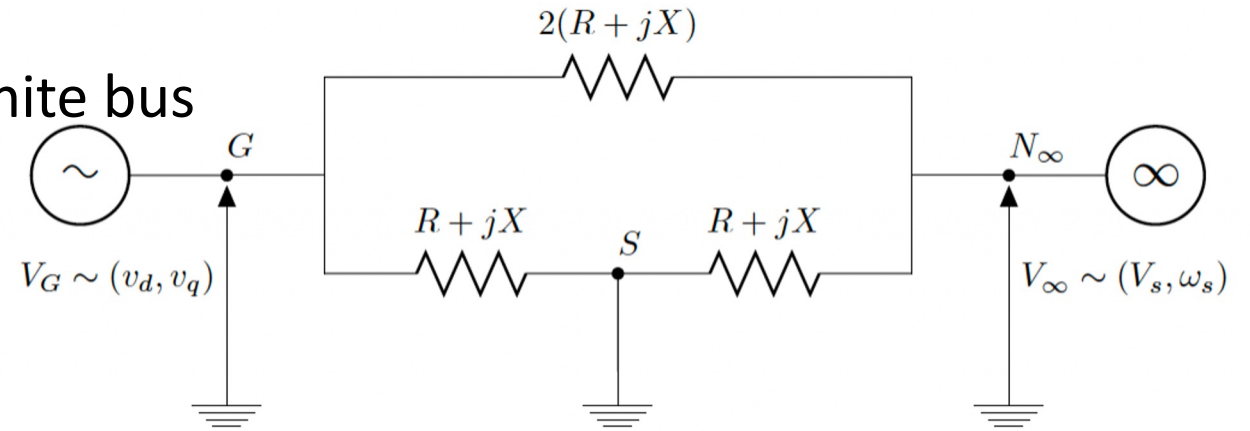 2(R + jX)
nite bus
G
N∞
~
∞
R + jX
R + jX
S
V_G ~ (v_d, v_q)
V_∞ ~ (V_s, ω_s)